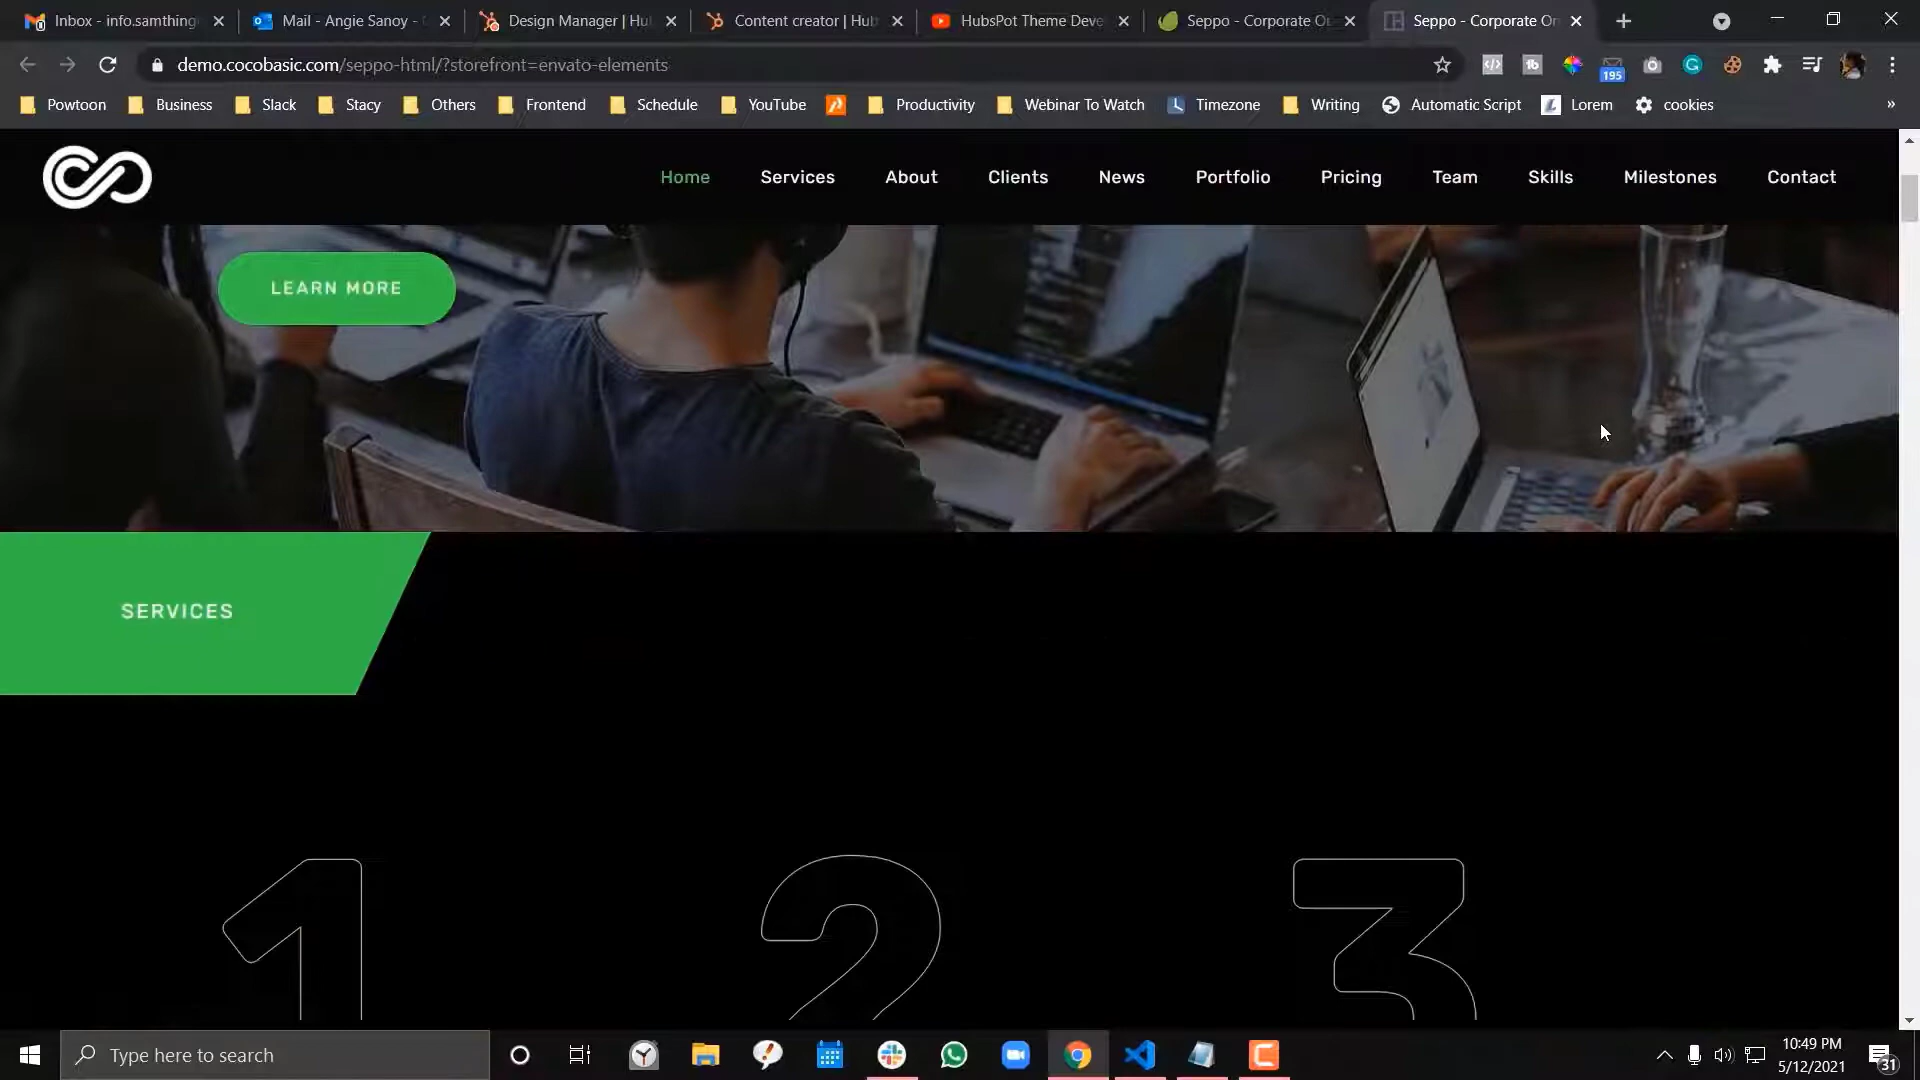 Inbox - info.samthing
Mail - Angie Sanoy -
Design Manager | Hu
Content creator | Hub
HubsPot Theme Deve
Seppo - Corporate O
Seppo - Corporate On
demo.cocobasic.com/seppo-html/?storefront=envato-elements
195
Powtoon
Business
Slack
Stacy
Others
Frontend
Schedule
YouTube
Productivity
Webinar To Watch
Timezone
Writing
Automatic Script
Lorem
cookies
»
Home
Services
About
Clients
News
Portfolio
Pricing
Team
Skills
Milestones
Contact
LEARN MORE
SERVICES
1
2
3
Type here to search
10:49 PM
5/12/2021
31